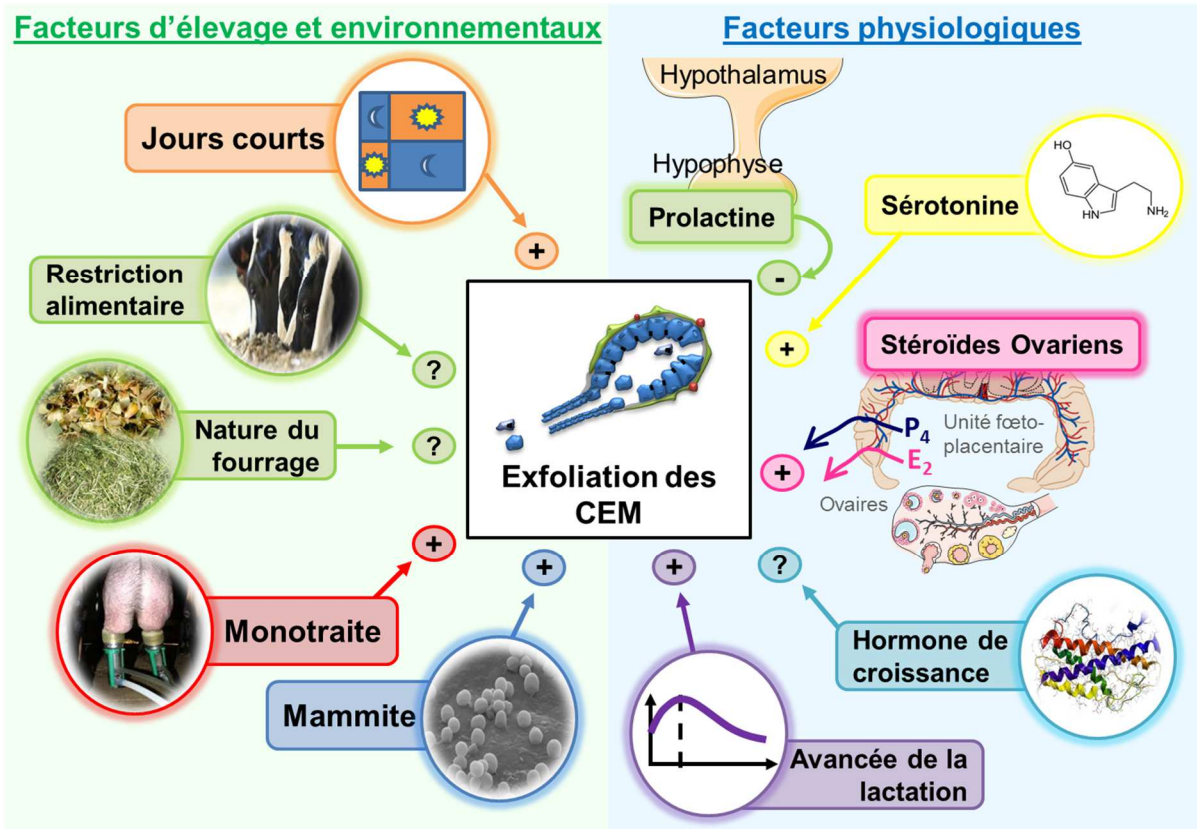 Facteurs d'élevage et environnementaux
Facteurs physiologiques
Jours courts
+
Restriction
alimentaire
?
Nature du
fourrage
?
Monotraite
+
Mammite
+
Exfoliation des
CEM
Hypothalamus
Hypophyse
Prolactine
-
Sérotonine
HO
HN
NH₂
+
Stéroïdes Ovariens
P₄
E₂
Unité fœto-
placentaire
Ovaires
+
Hormone de
croissance
?
Avancée de la
lactation
+